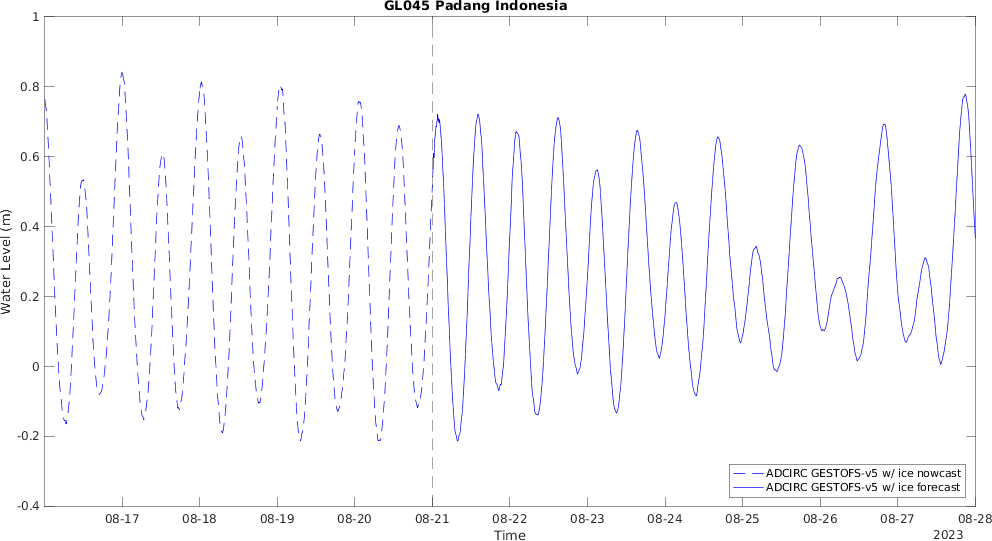 GL045 Padang Indonesia
1
0.8
0.6
0.4
0.2
0
-0.2
-0.4
Water Level (m)
ADCIRC GESTOFS-v5 w/ ice nowcast
ADCIRC GESTOFS-v5 w/ ice forecast
08-17 08-18 08-19 08-20 08-21 08-22 08-23 08-24 08-25 08-26 08-27 08-28
Time
2023